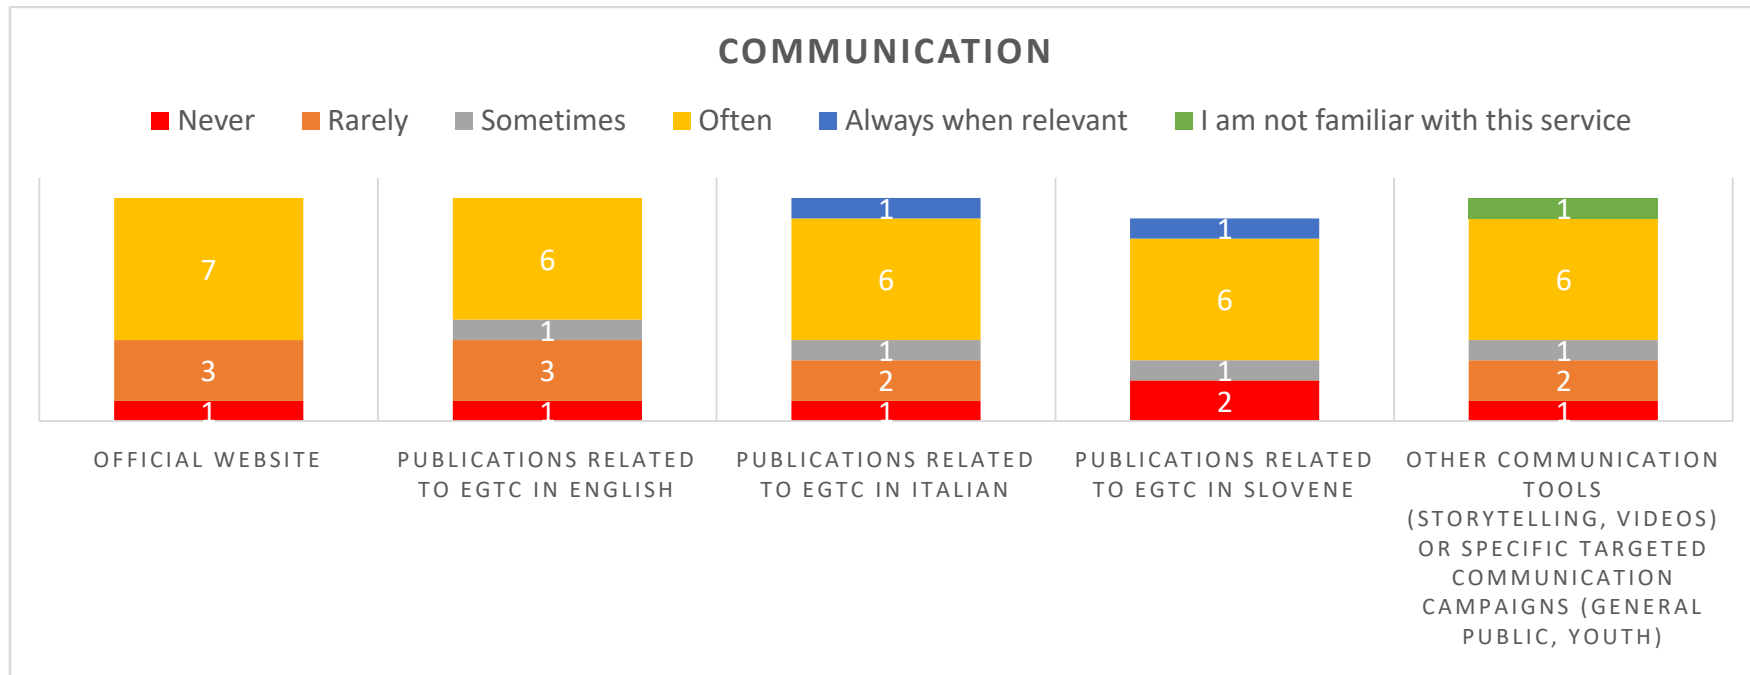 COMMUNICATION
Never Rarely Sometimes Often Always when relevant I am not familiar with this service
1 1 1
7 6 6 6 6
1 1 1 1
3 3 2 2 2
1 1 1 1
OFFICIAL WEBSITE
PUBLICATIONS RELATED
TO EGTC IN ENGLISH
PUBLICATIONS RELATED
TO EGTC IN ITALIAN
PUBLICATIONS RELATED
TO EGTC IN SLOVENE
OTHER COMMUNICATION
TOOLS
(STORYTELLING, VIDEOS)
OR SPECIFIC TARGETED
COMMUNICATION
CAMPAIGNS (GENERAL
PUBLIC, YOUTH)